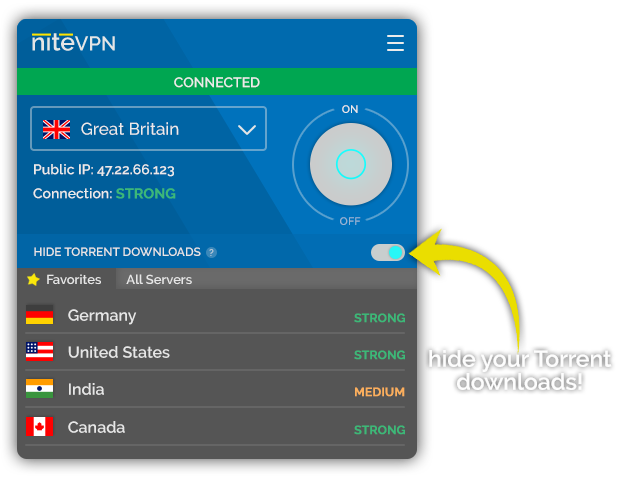 niteVPN
CONNECTED
Great Britain
ON
Public IP: 47.22.66.123
Connection: STRONG
OFF
HIDE TORRENT DOWNLOADS ?
Favorites All Servers
Germany STRONG
United States STRONG
India MEDIUM
Canada STRONG
hide your Torrent
downloads!